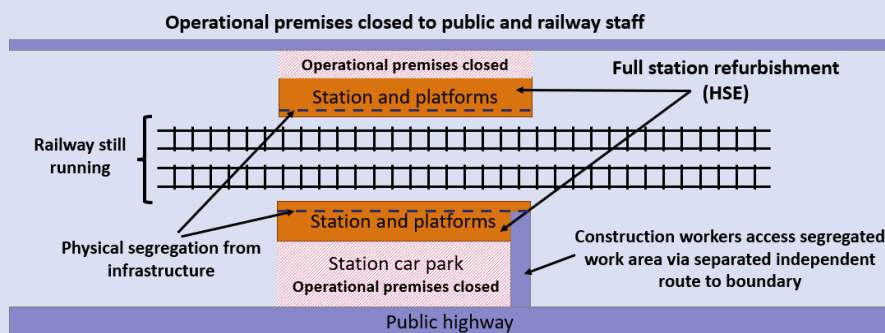 Operational premises closed to public and railway staff
Operational premises closed
Full station refurbishment
(HSE)
Station and platforms
Railway still
running
Station and platforms
Physical segregation from
infrastructure
Construction workers access segregated
work area via separated independent
route to boundary
Station car park
Operational premises closed
Public highway